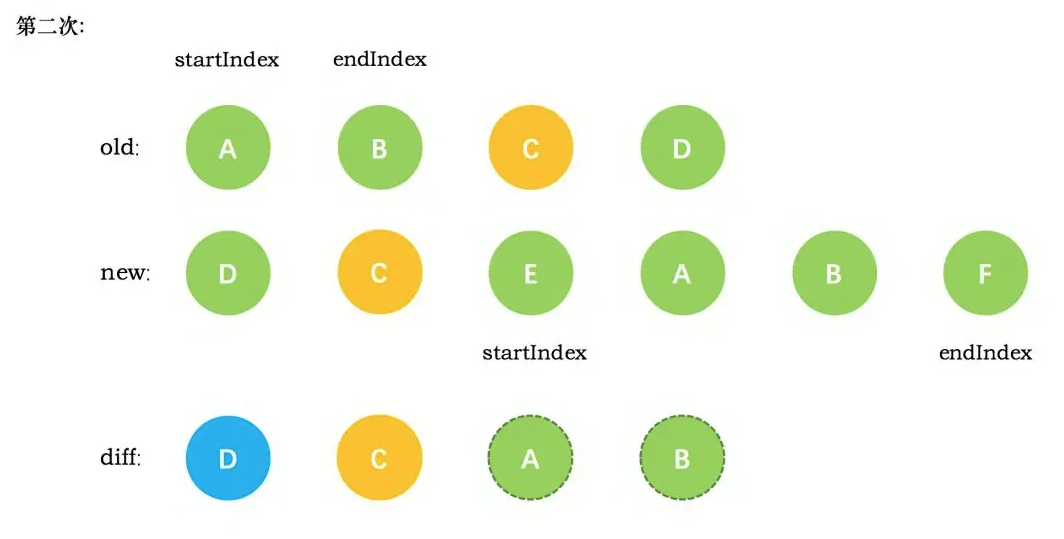 第二次:
startIndex endIndex
old: A B C D
new: D C E A B F
startIndex endIndex
diff: D C A B